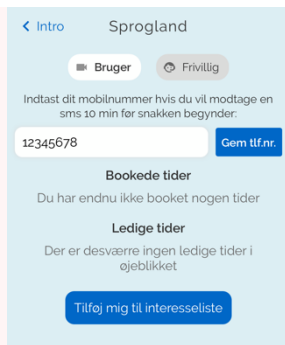 Intro
Sprogland
Bruger
Frivillig
Indtast dit mobilnummer hvis du vil modtage en
sms 10 min før snakken begynder:
12345678
Gem tlf.nr.
Bookede tider
Du har endnu ikke booket nogen tider
Ledige tider
Der er desværre ingen ledige tider i
øjeblikket
Tilføj mig til interesseliste